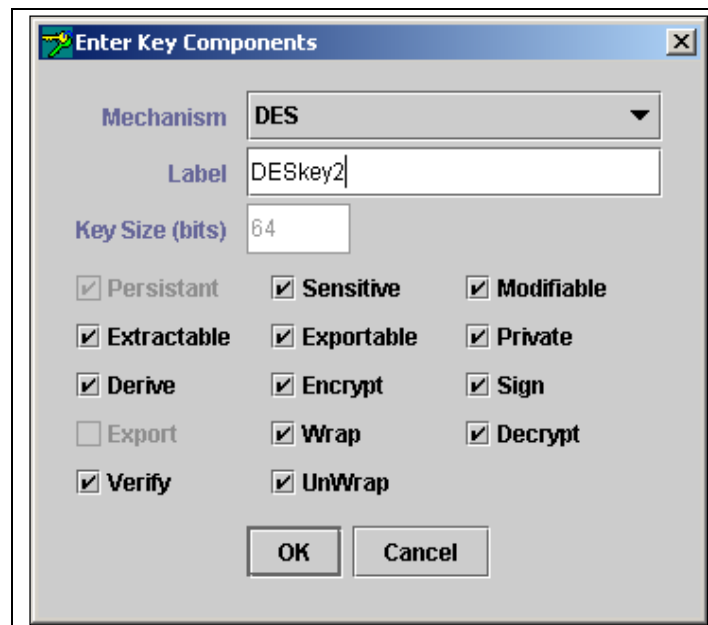 Enter Key Components
Mechanism DES
Label DESkey2
Key Size (bits) 64
Persistant Sensitive Modifiable
Extractable Exportable Private
Derive Encrypt Sign
Export Wrap Decrypt
Verify UnWrap
OK Cancel